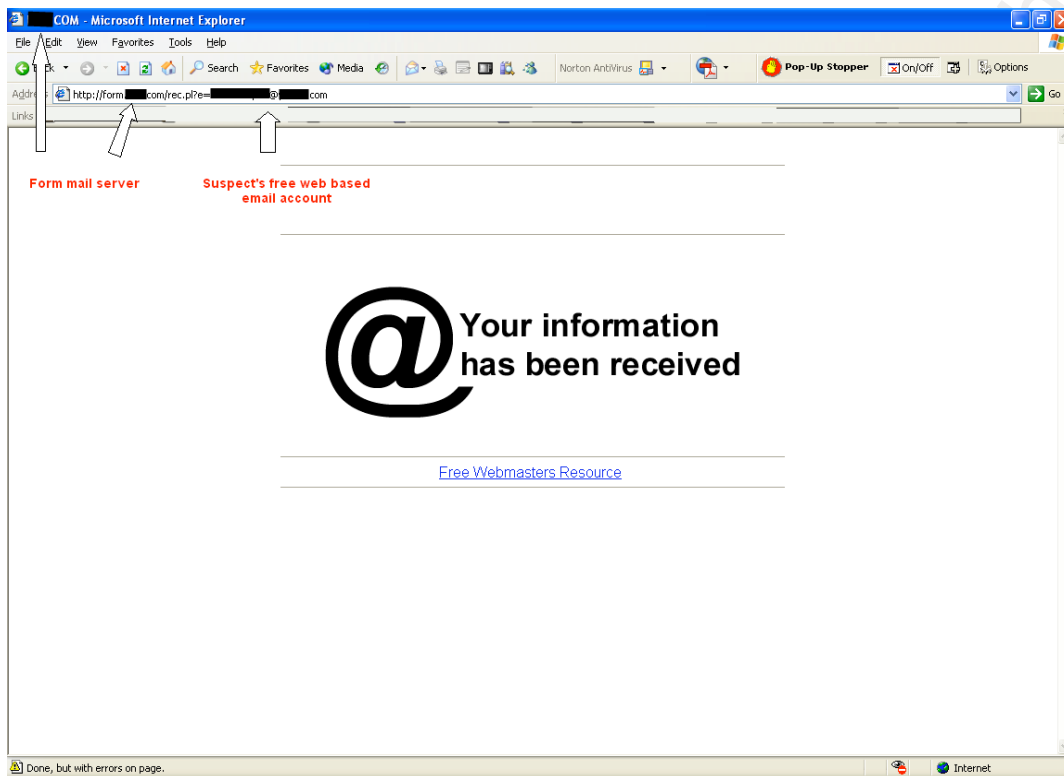 COM - Microsoft Internet Explorer
File Edit View Favorites Tools Help
Search Favorites Media Norton AntiVirus Pop-Up Stopper On/Off Options
Address http://form. com/rec.pl?e= @ com Go
Links
Form mail server
Suspect's free web based
email account
@
Your information
has been received
Free Webmasters Resource
Done, but with errors on page. Internet